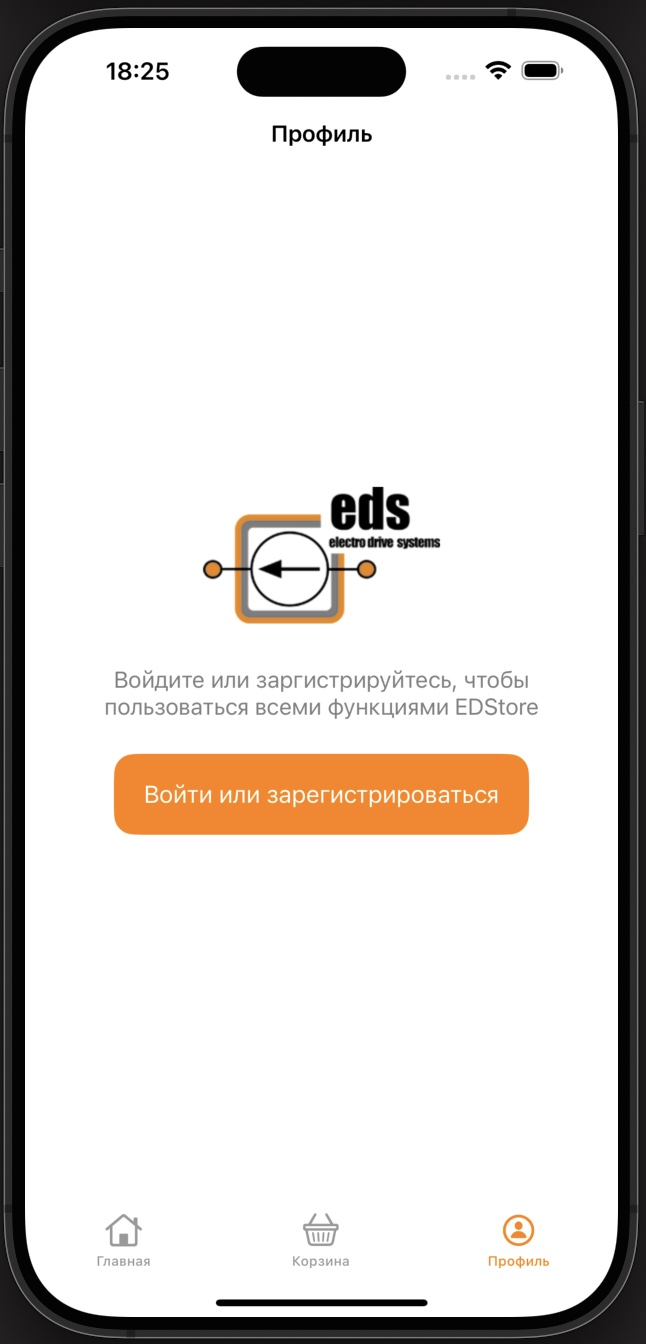 18:25
Профиль
eds
electro drive systems
Войдите или заргистрируйтесь, чтобы
пользоваться всеми функциями EDStore
Войти или зарегистрироваться
Главная
Корзина
Профиль